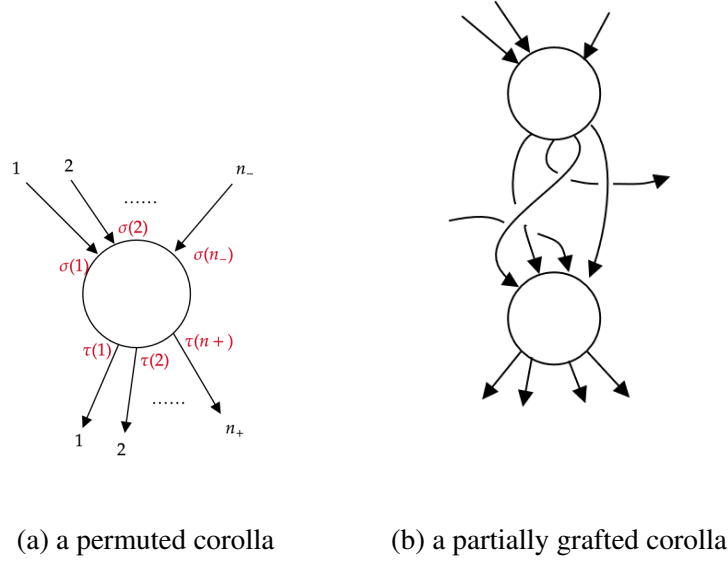 1
2
n₋
......
σ(2)
σ(1)
σ(n₋)
τ(1)
τ(2)
τ(n+)
......
1
2
n₊
(a) a permuted corolla
(b) a partially grafted corolla